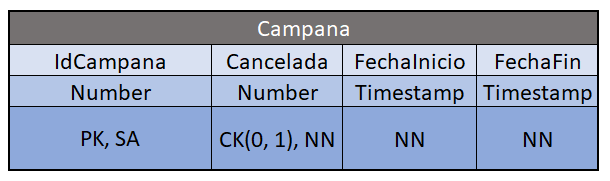 Campana
IdCampana Cancelada FechaInicio FechaFin
Number Number Timestamp Timestamp
PK, SA CK(0, 1), NN NN NN